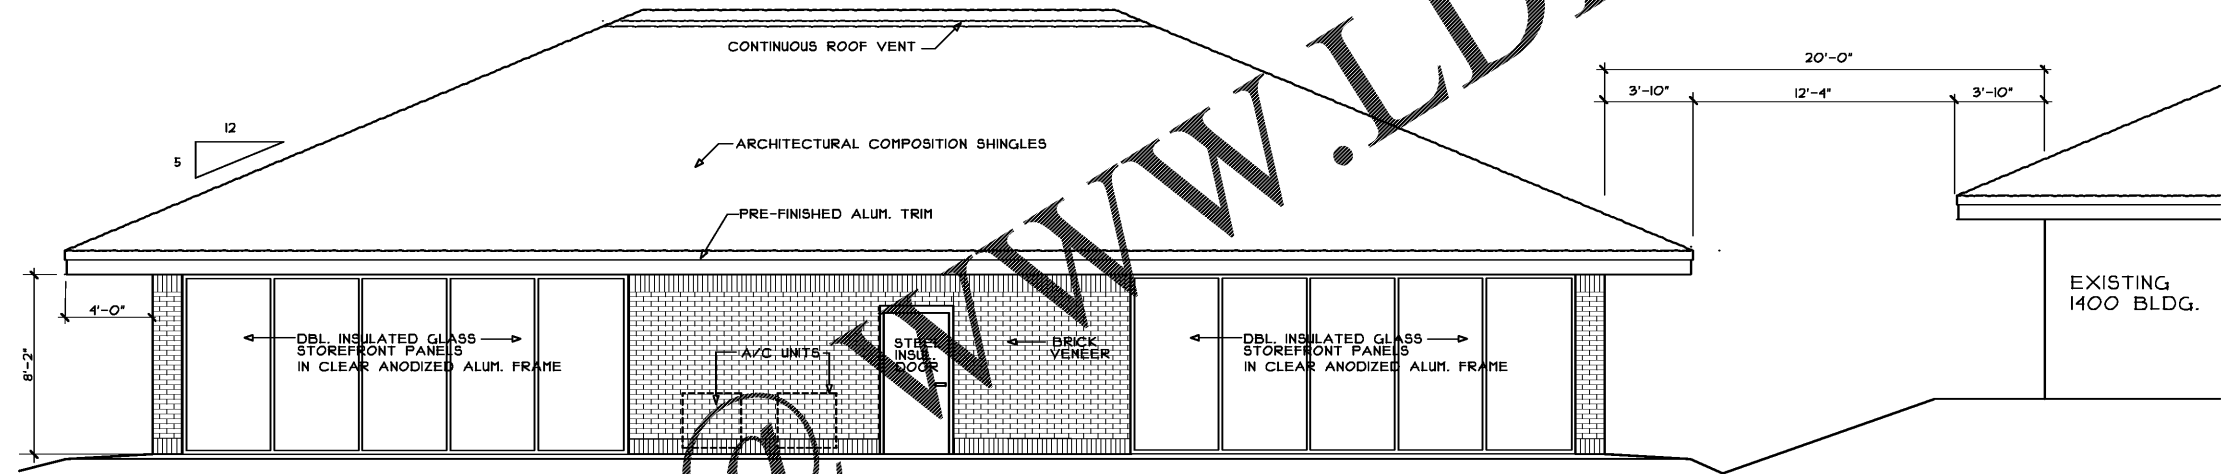 CONTINUOUS ROOF VENT
20'-0"
3'-10"
12'-4"
3'-10"
12
5
ARCHITECTURAL COMPOSITION SHINGLES
PRE-FINISHED ALUM. TRIM
EXISTING
1400 BLDG.
4'-0"
8'-2"
DBL. INSULATED GLASS
STOREFRONT PANELS
IN CLEAR ANODIZED ALUM. FRAME
A/C UNITS
STEEL
INSUL.
DOOR
BRICK
VENEER
DBL. INSULATED GLASS
STOREFRONT PANELS
IN CLEAR ANODIZED ALUM. FRAME
@ WWW.LD